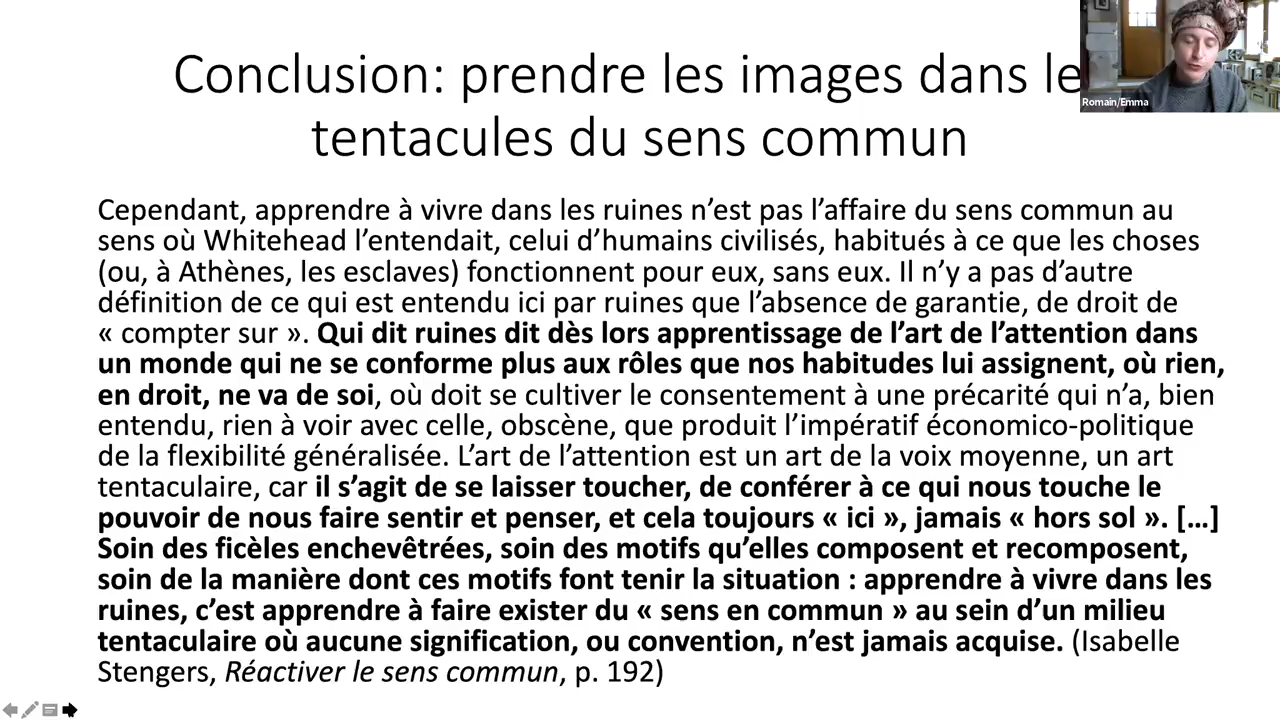 Conclusion: prendre les images dans le
tentacules du sens commun
Romain/Emma
Cependant, apprendre à vivre dans les ruines n’est pas l’affaire du sens commun au
sens où Whitehead l’entendait, celui d’humains civilisés, habitués à ce que les choses
(ou, à Athènes, les esclaves) fonctionnent pour eux, sans eux. Il n’y a pas d’autre
définition de ce qui est entendu ici par ruines que l’absence de garantie, de droit de
« compter sur ». Qui dit ruines dit dès lors apprentissage de l’art de l’attention dans
un monde qui ne se conforme plus aux rôles que nos habitudes lui assignent, où rien,
en droit, ne va de soi, où doit se cultiver le consentement à une précarité qui n’a, bien
entendu, rien à voir avec celle, obscène, que produit l’impératif économico-politique
de la flexibilité généralisée. L’art de l’attention est un art de la voix moyenne, un art
tentaculaire, car il s’agit de se laisser toucher, de conférer à ce qui nous touche le
pouvoir de nous faire sentir et penser, et cela toujours « ici », jamais « hors sol ». […]
Soin des ficèles enchevêtrées, soin des motifs qu’elles composent et recomposent,
soin de la manière dont ces motifs font tenir la situation : apprendre à vivre dans les
ruines, c’est apprendre à faire exister du « sens en commun » au sein d’un milieu
tentaculaire où aucune signification, ou convention, n’est jamais acquise. (Isabelle
Stengers, Réactiver le sens commun, p. 192)